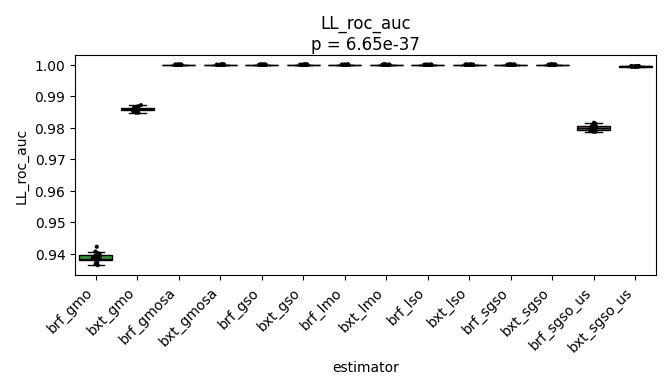 LL_roc_auc
p = 6.65e-37
LL_roc_auc
1.00
0.99
0.98
0.97
0.96
0.95
0.94
brf_gmo
bxt_gmo
brf_gmosa
bxt_gmosa
brf_gso
bxt_gso
brf_lmo
bxt_lmo
brf_lso
bxt_lso
brf_sgso
bxt_sgso
brf_sgso_us
bxt_sgso_us
estimator